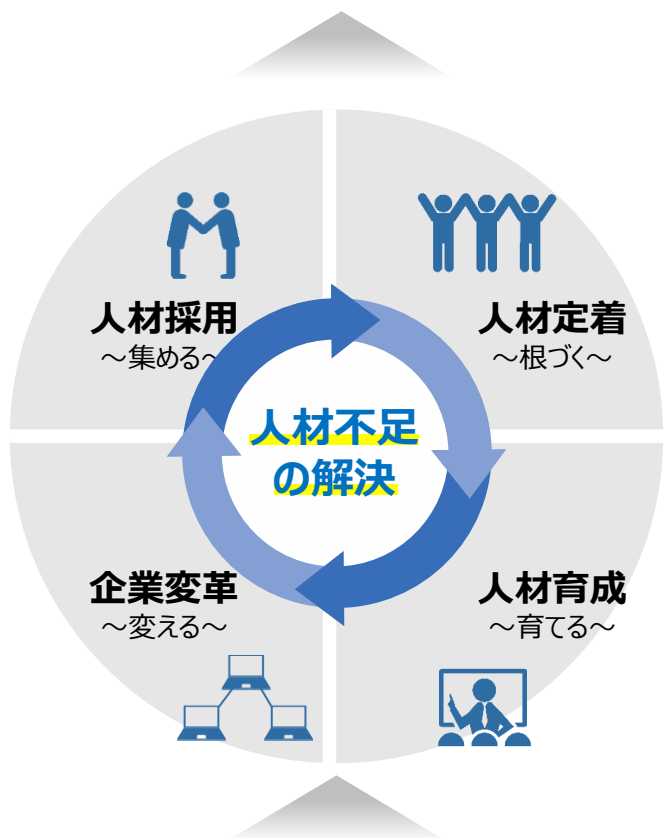 人材採用
～集める～
人材定着
～根づく～
人材不足
の解決
企業変革
～変える～
人材育成
～育てる～